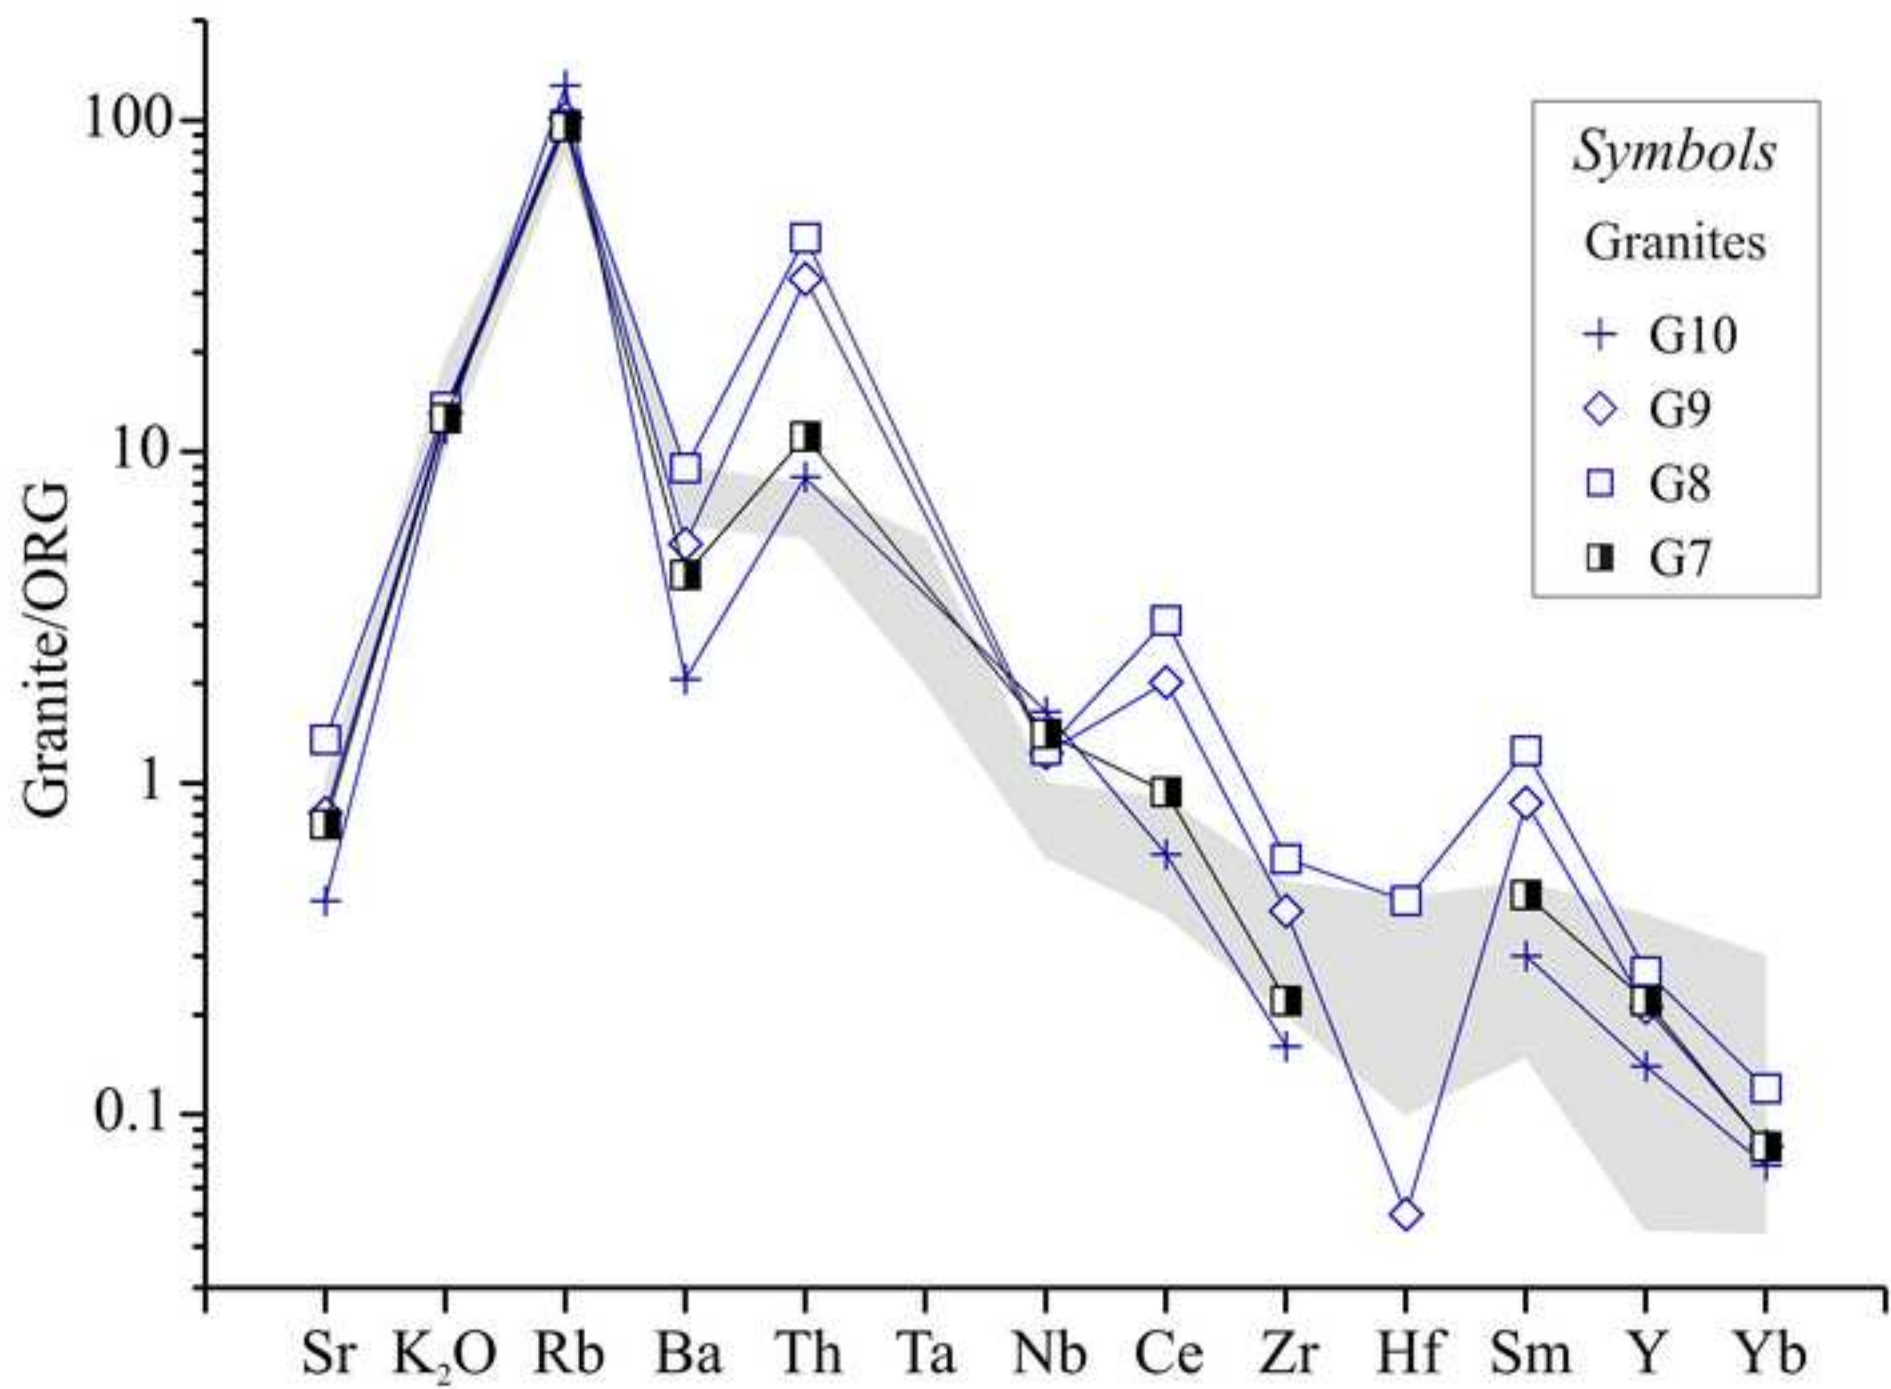 Granite/ORG
100
10
1
0.1
Symbols
Granites
G10
G9
G8
G7
Sr K₂O Rb Ba Th Ta Nb Ce Zr Hf Sm Y Yb